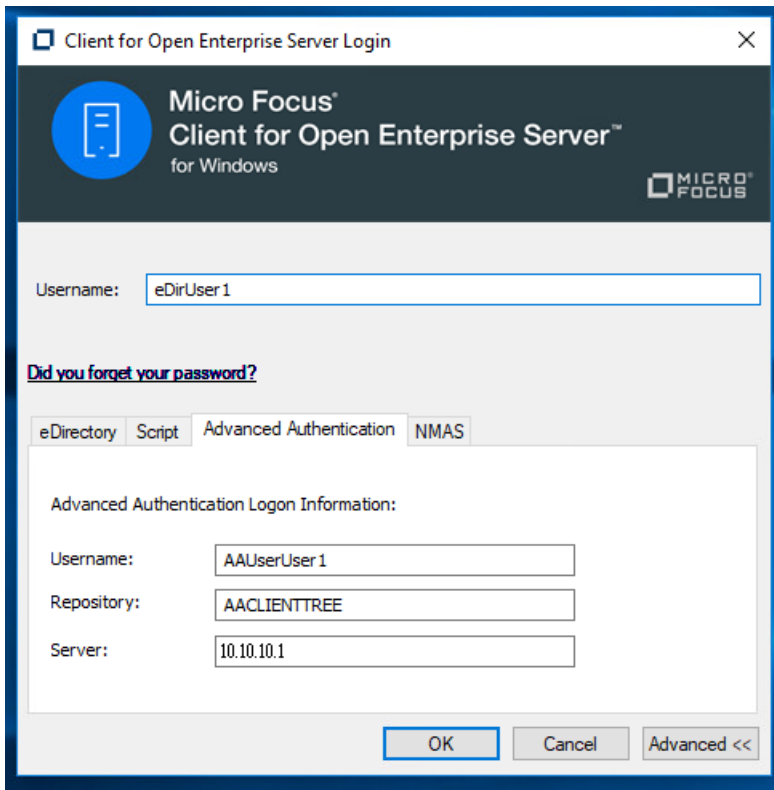 Client for Open Enterprise Server Login
Micro Focus®
Client for Open Enterprise Server™
for Windows
MICRO®
FOCUS
Username: eDirUser1
Did you forget your password?
eDirectory Script Advanced Authentication NMAS
Advanced Authentication Logon Information:
Username: AAUserUser1
Repository: AACLIENTTREE
Server: 10.10.10.1
OK Cancel Advanced <<